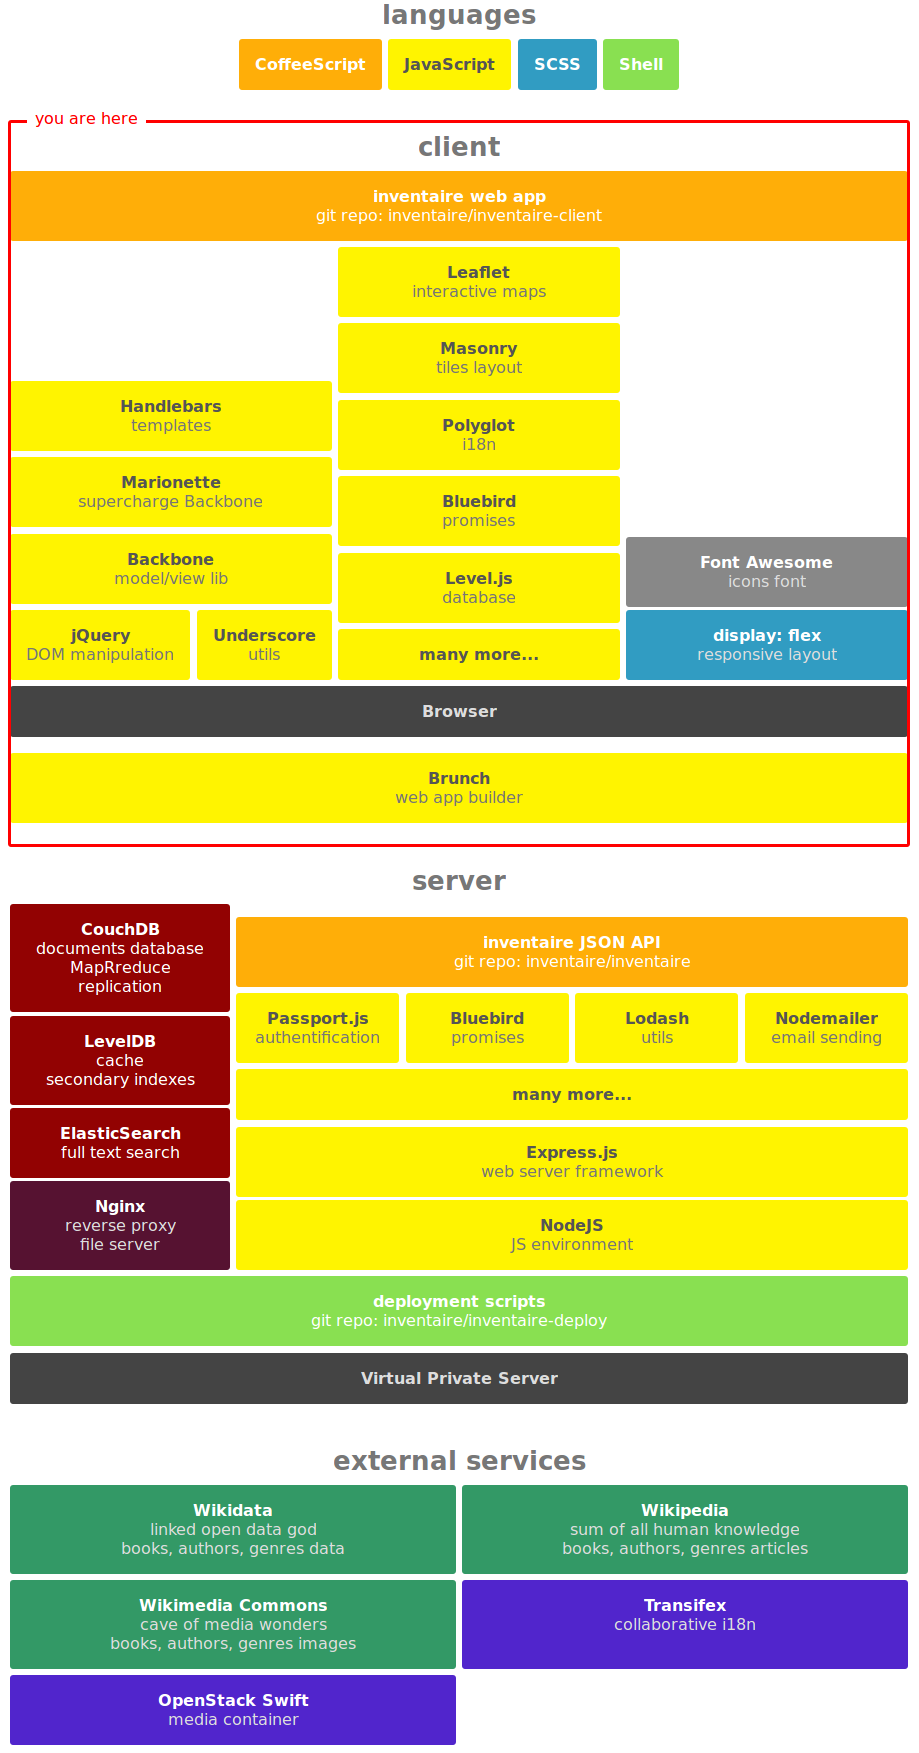 languages
CoffeeScript
JavaScript
SCSS
Shell
you are here
client
inventaire web app
git repo: inventaire/inventaire-client
Handlebars
templates
Marionette
supercharge Backbone
Backbone
model/view lib
jQuery
DOM manipulation
Underscore
utils
Leaflet
interactive maps
Masonry
tiles layout
Polyglot
i18n
Bluebird
promises
Level.js
database
many more...
Font Awesome
icons font
display: flex
responsive layout
Browser
Brunch
web app builder
server
CouchDB
documents database
MapRreduce
replication
LevelDB
cache
secondary indexes
ElasticSearch
full text search
Nginx
reverse proxy
file server
inventaire JSON API
git repo: inventaire/inventaire
Passport.js
authentification
Bluebird
promises
Lodash
utils
Nodemailer
email sending
many more...
Express.js
web server framework
NodeJS
JS environment
deployment scripts
git repo: inventaire/inventaire-deploy
Virtual Private Server
external services
Wikidata
linked open data god
books, authors, genres data
Wikipedia
sum of all human knowledge
books, authors, genres articles
Wikimedia Commons
cave of media wonders
books, authors, genres images
Transifex
collaborative i18n
OpenStack Swift
media container